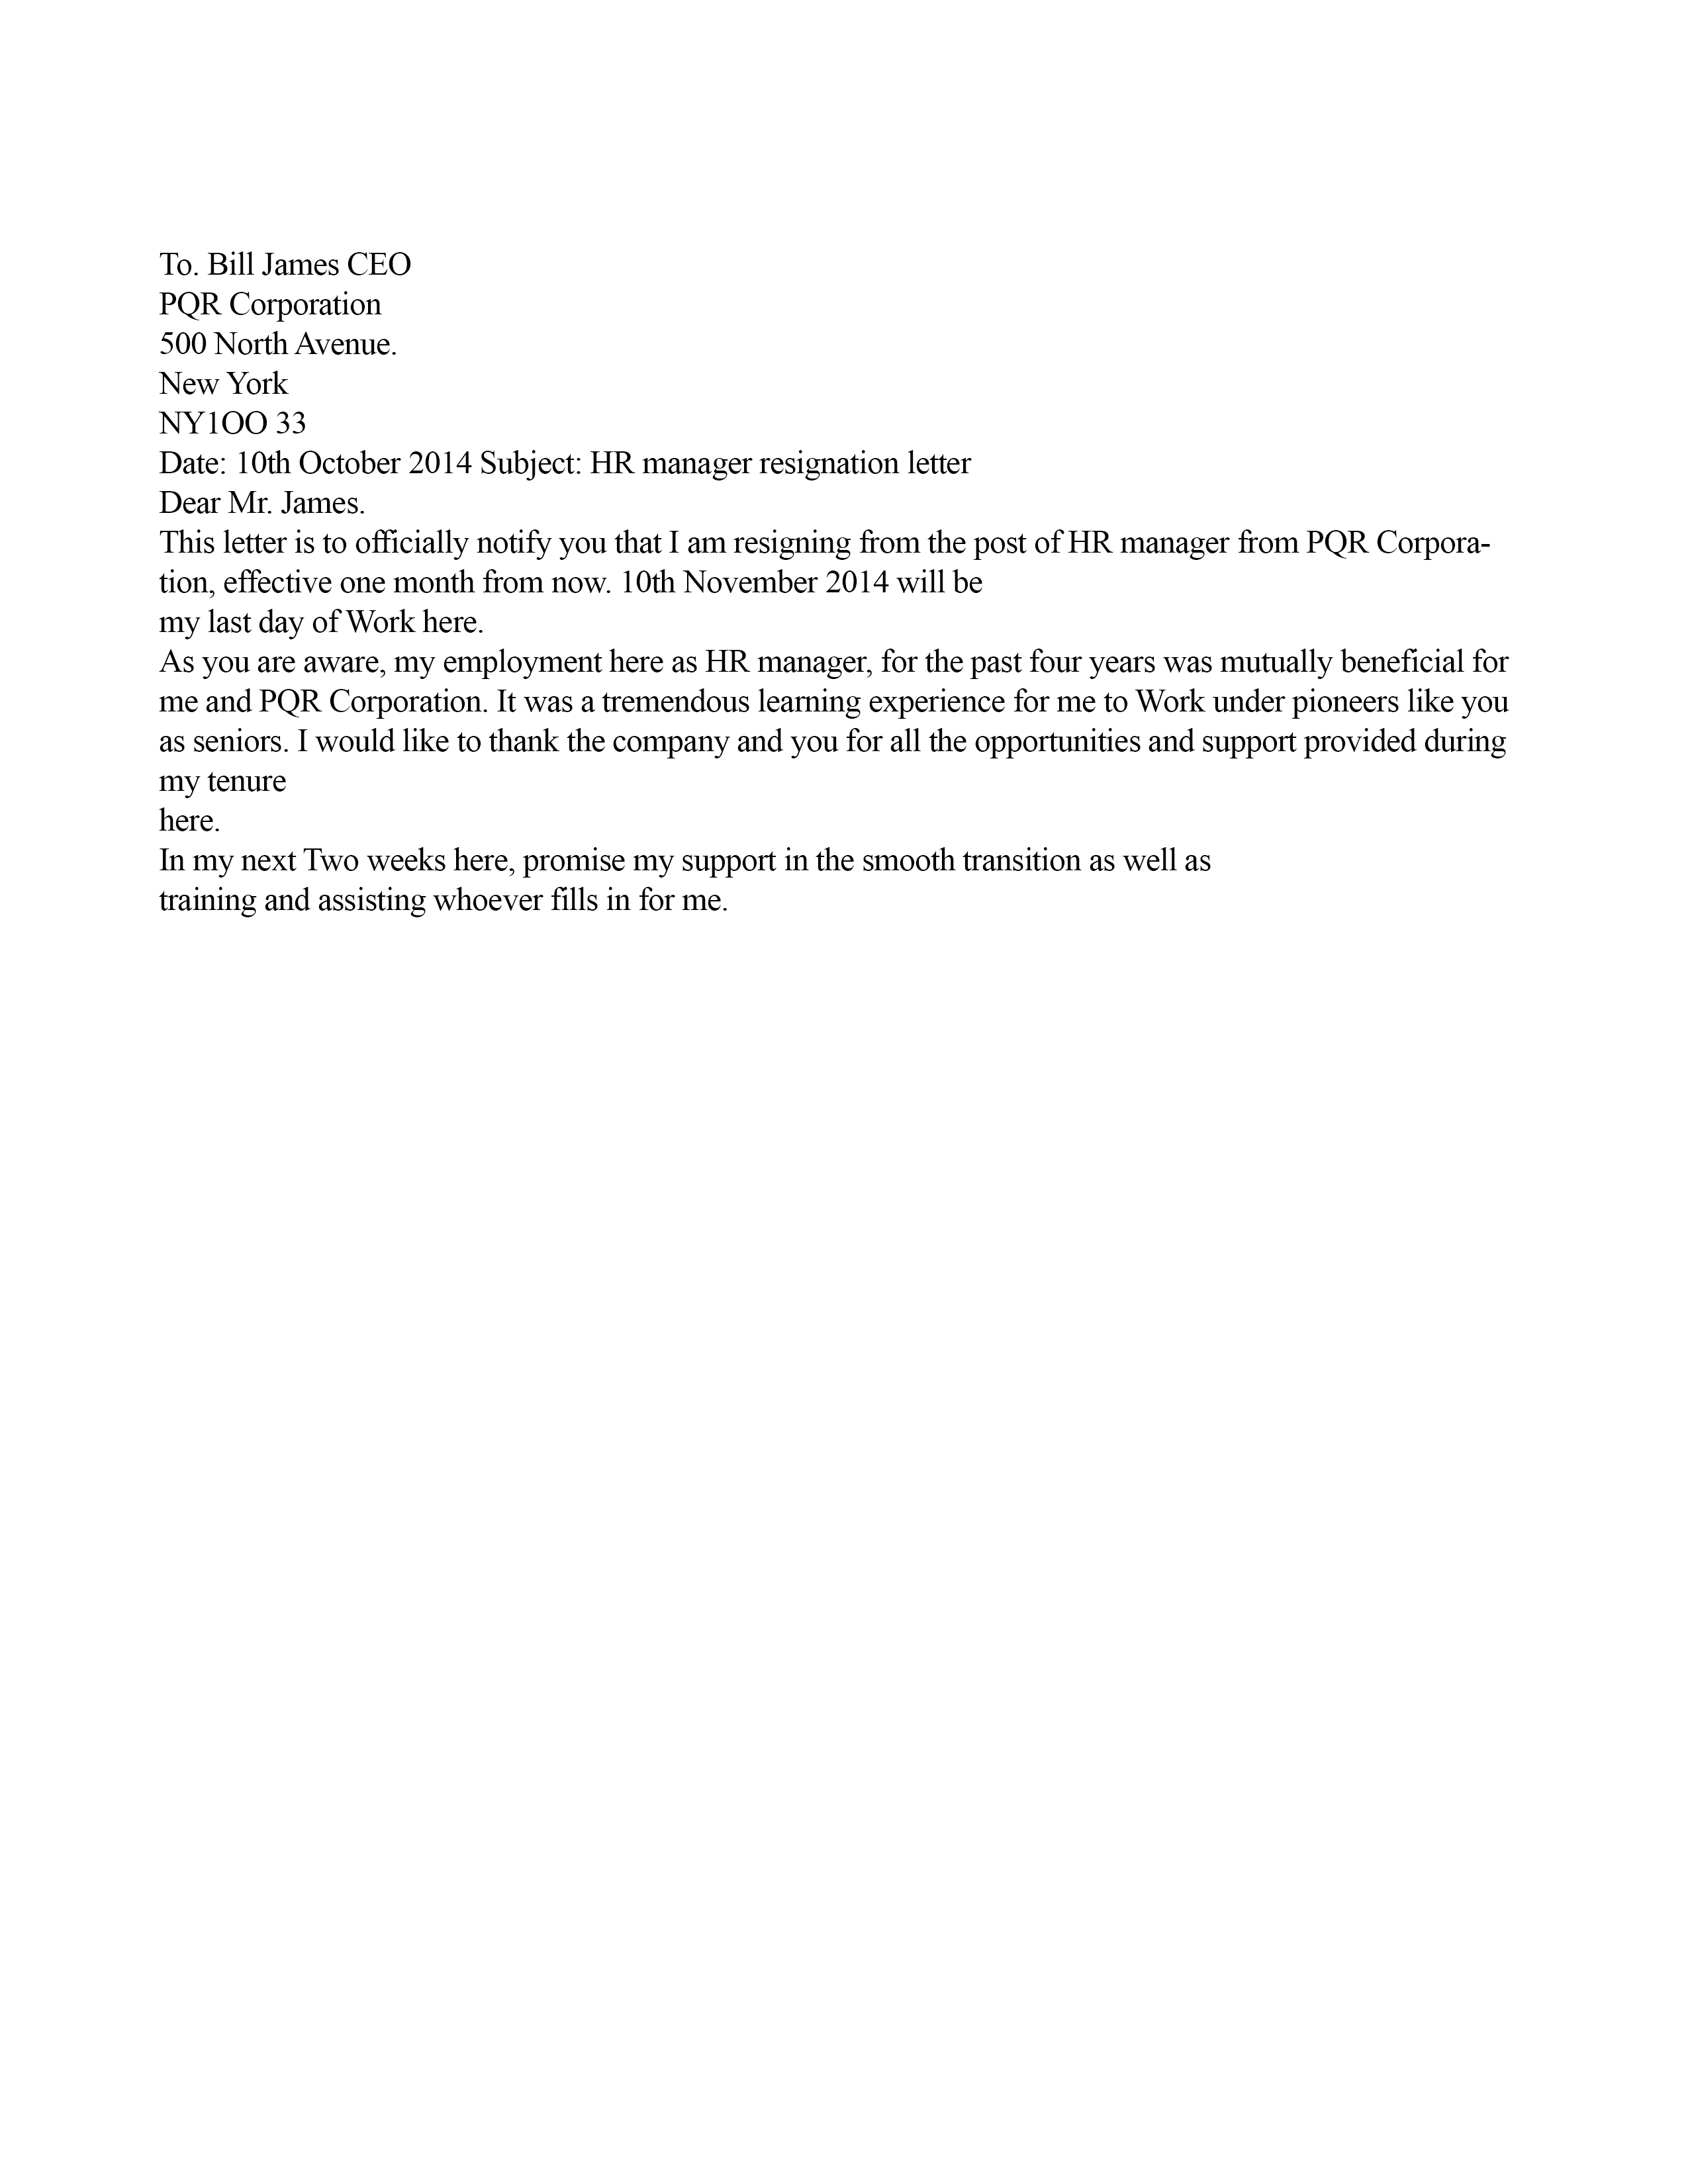 To. Bill James CEO
PQR Corporation
500 North Avenue.
New York
NY1OO 33
Date: 10th October 2014 Subject: HR manager resignation letter
Dear Mr. James.
This letter is to officially notify you that I am resigning from the post of HR manager from PQR Corpora-
tion, effective one month from now. 10th November 2014 will be
my last day of Work here.
As you are aware, my employment here as HR manager, for the past four years was mutually beneficial for
me and PQR Corporation. It was a tremendous learning experience for me to Work under pioneers like you
as seniors. I would like to thank the company and you for all the opportunities and support provided during
my tenure
here.
In my next Two weeks here, promise my support in the smooth transition as well as
training and assisting whoever fills in for me.